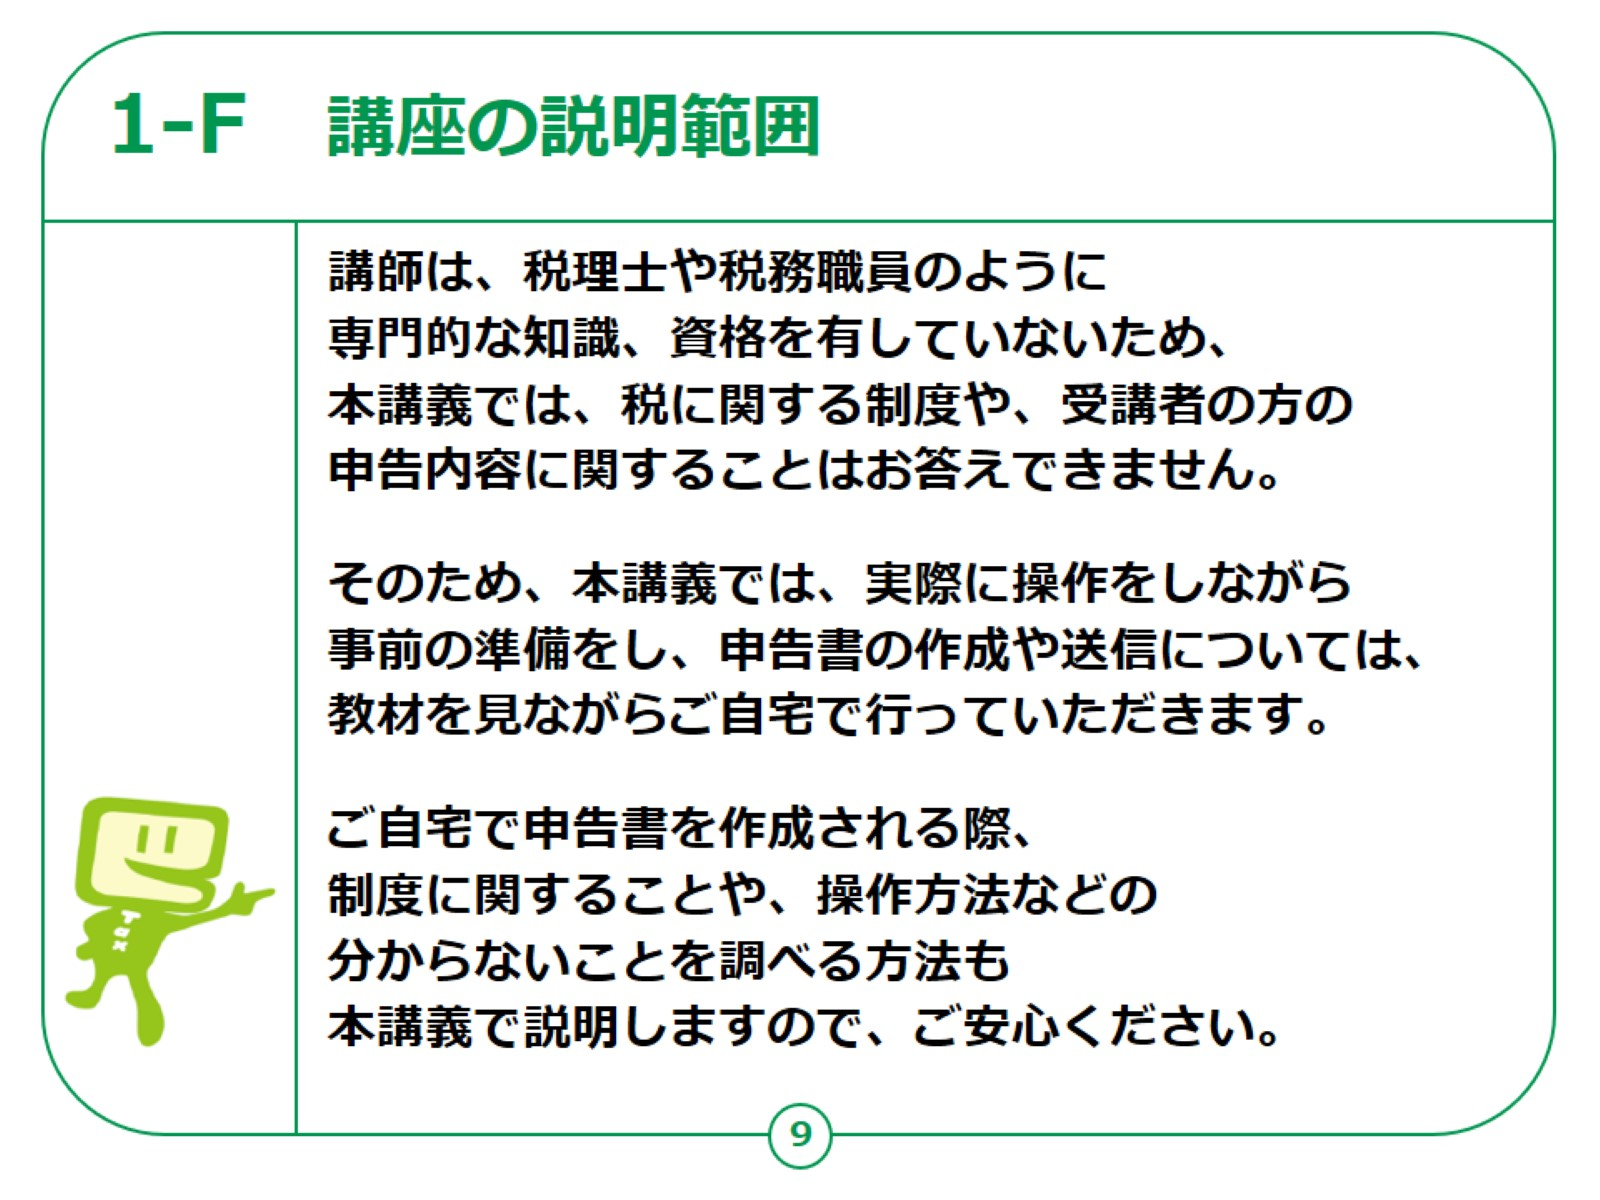 1-F　講座の説明範囲
講師は、税理士や税務職員のように
専門的な知識、資格を有していないため、
本講義では、税に関する制度や、受講者の方の
申告内容に関することはお答えできません。
そのため、本講義では、実際に操作をしながら
事前の準備をし、申告書の作成や送信については、
教材を見ながらご自宅で行っていただきます。
ご自宅で申告書を作成される際、
制度に関することや、操作方法などの
分からないことを調べる方法も
本講義で説明しますので、ご安心ください。
Tax
9